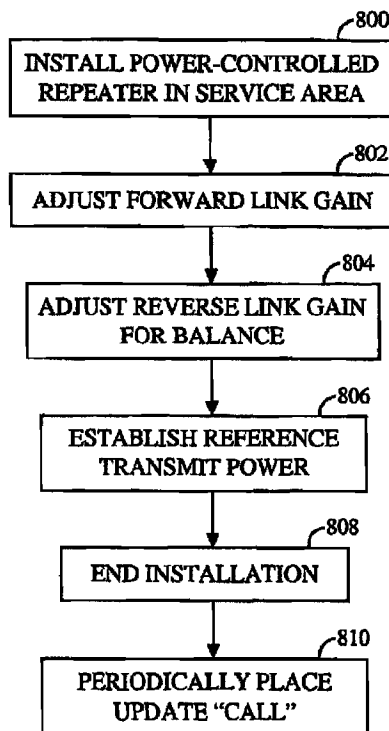 800
INSTALL POWER-CONTROLLED
REPEATER IN SERVICE AREA
802
ADJUST FORWARD LINK GAIN
804
ADJUST REVERSE LINK GAIN
FOR BALANCE
806
ESTABLISH REFERENCE
TRANSMIT POWER
808
END INSTALLATION
810
PERIODICALLY PLACE
UPDATE “CALL”